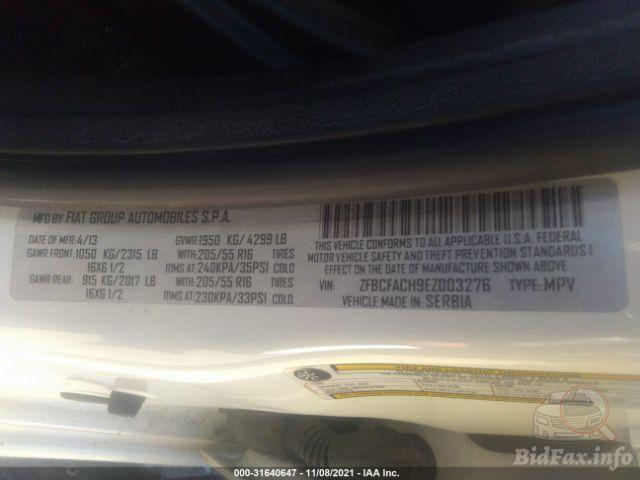 MFD BY FIAT GROUP AUTOMOBILES S.P.A.
DATE OF MFR: 4/13 GVWR: 1950 KG/ 4299 LB
GAWR FRONT: 1050 KG/2315 LB WITH ••205/55 R16 TIRES
16X6 1/2 RIMS AT: 240KPA/35PSI COLD
GAWR REAR: 915 KG/2017 LB WITH ••205/55 R16 TIRES
16X6 1/2 RIMS AT: 230KPA/33PSI COLD
THIS VEHICLE CONFORMS TO ALL APPLICABLE U.S.A. FEDERAL
MOTOR VEHICLE SAFETY AND THEFT PREVENTION STANDARDS I
N EFFECT ON THE DATE OF MANUFACTURE SHOWN ABOVE.
VIN: ZFBCFACH9EZ003276 TYPE: MPV
VEHICLE MADE IN: SERBIA
000-31640647 - 11/08/2021 - IAA Inc.
BidFax.info